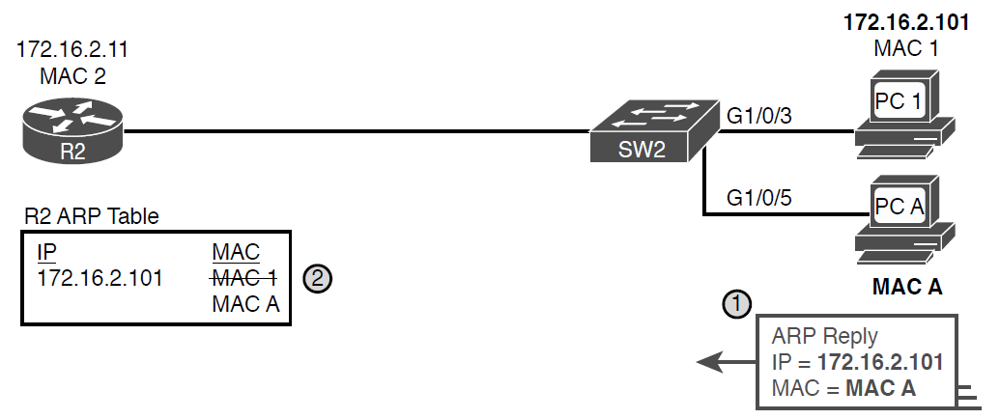 172.16.2.101
MAC 1
172.16.2.11
MAC 2
PC 1
G1/0/3
R2
SW2
G1/0/5
PC A
MAC A
R2 ARP Table
IP MAC
172.16.2.101 MAC 1
MAC A
2
1
ARP Reply
IP = 172.16.2.101
MAC = MAC A